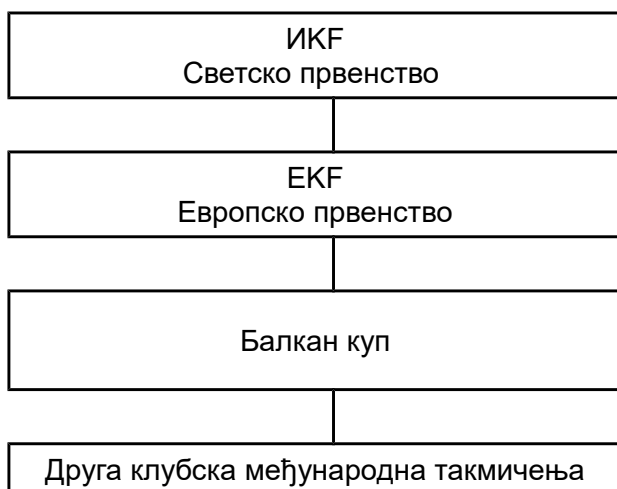 ИKF
Светско првенство
EKF
Европско првенство
Балкан куп
Друга клубска међународна такмичења